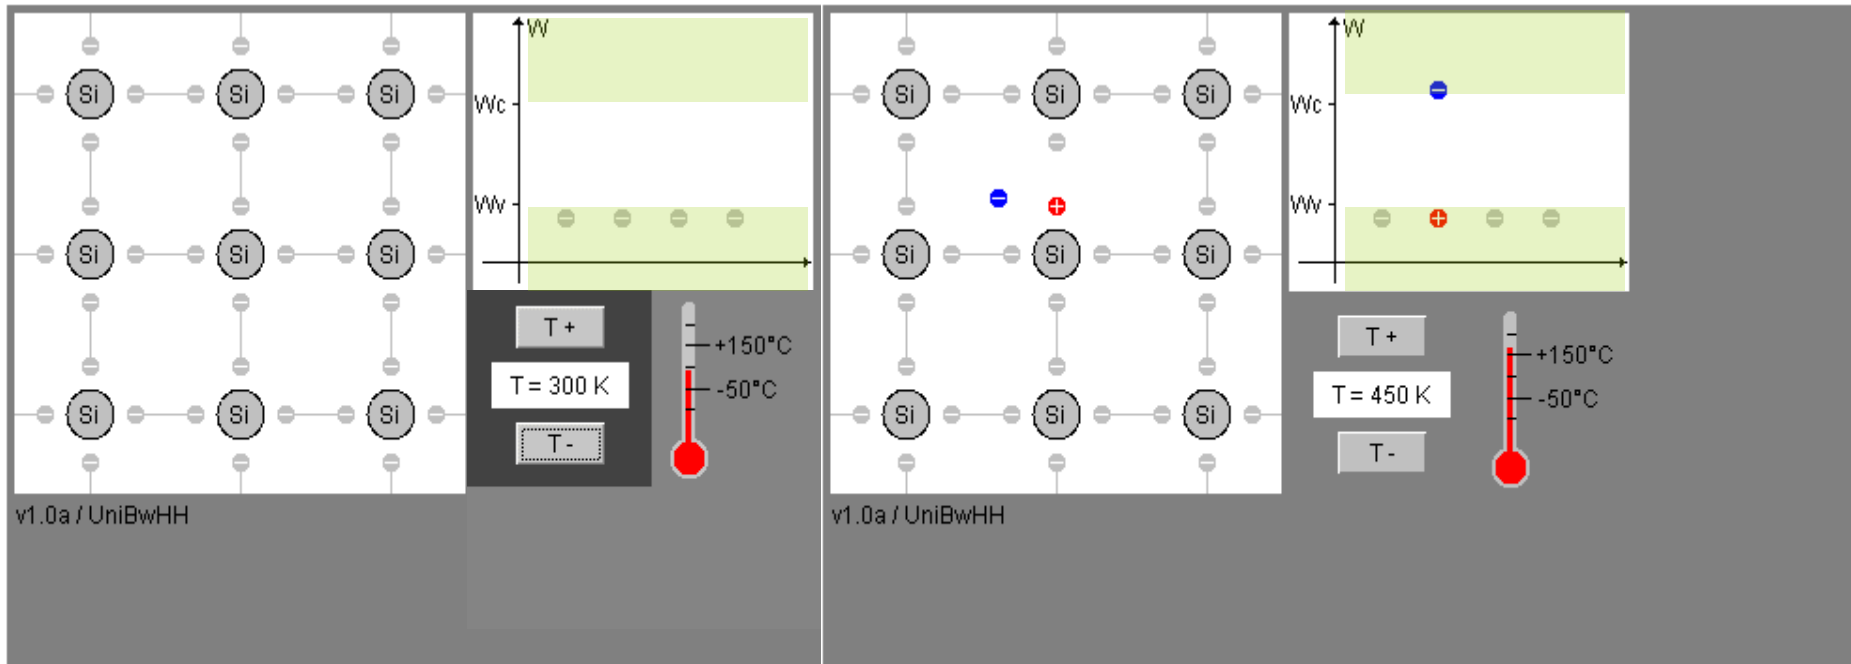 Si Si Si
Si Si Si
Si Si Si
W
Wc
Wv
T +
T = 300 K
T -
+150°C
-50°C
v1.0a / UniBwHH
Si Si Si
Si Si Si
Si Si Si
W
Wc
Wv
T +
T = 450 K
T -
+150°C
-50°C
v1.0a / UniBwHH